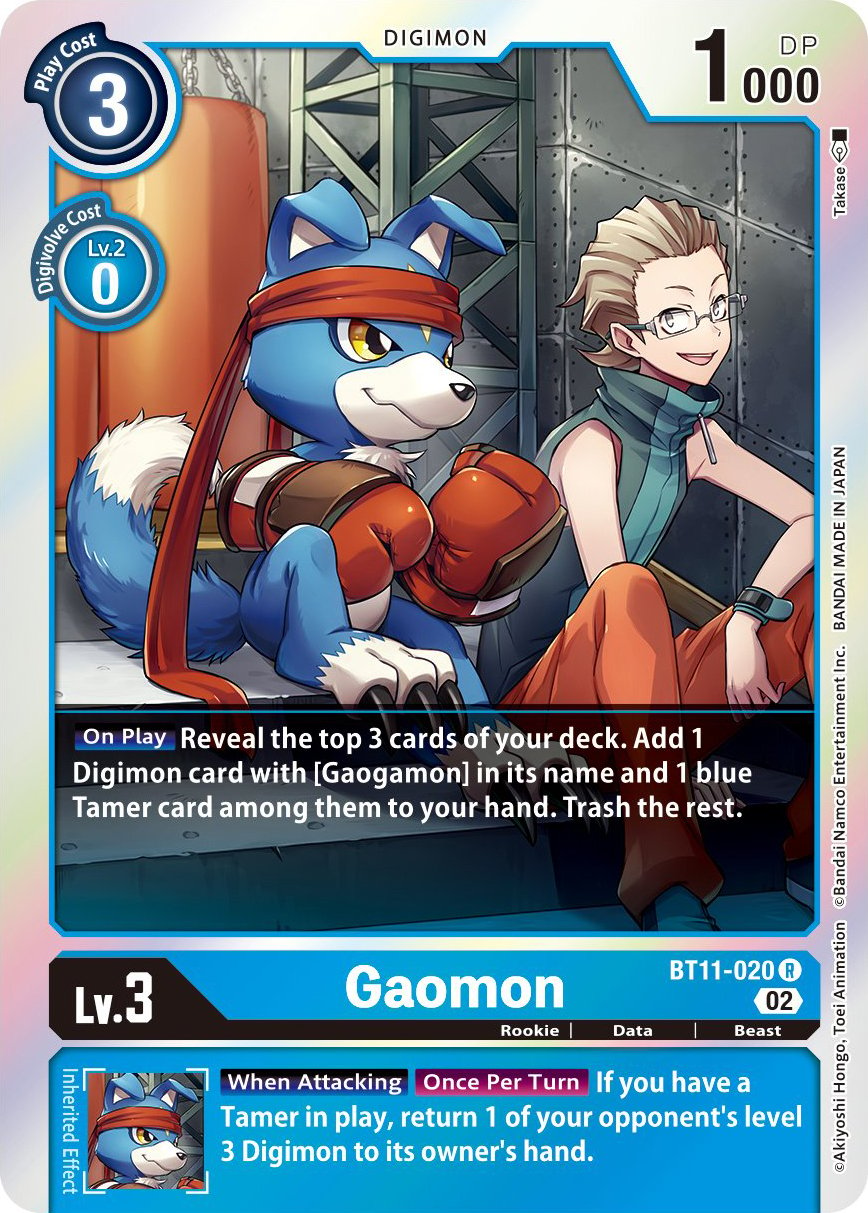 DIGIMON
Play Cost
3
DP
1000
Digivolve Cost
Lv.2
0
Takase
On Play Reveal the top 3 cards of your deck. Add 1
Digimon card with [Gaogamon] in its name and 1 blue
Tamer card among them to your hand. Trash the rest.
©Akiyoshi Hongo, Toei Animation ©Bandai Namco Entertainment Inc. BANDAI MADE IN JAPAN
Lv.3
Gaomon
BT11-020 R
02
Rookie | Data | Beast
Inherited Effect
When Attacking Once Per Turn If you have a
Tamer in play, return 1 of your opponent's level
3 Digimon to its owner's hand.